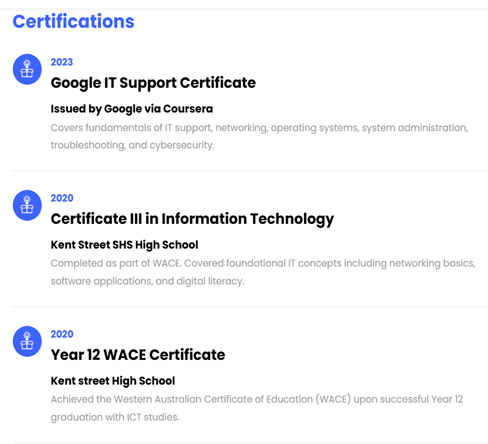 Certifications
2023
Google IT Support Certificate
Issued by Google via Coursera
Covers fundamentals of IT support, networking, operating systems, system administration,
troubleshooting, and cybersecurity.
2020
Certificate III in Information Technology
Kent Street SHS High School
Completed as part of WACE. Covered foundational IT concepts including networking basics,
software applications, and digital literacy.
2020
Year 12 WACE Certificate
Kent street High School
Achieved the Western Australian Certificate of Education (WACE) upon successful Year 12
graduation with ICT studies.